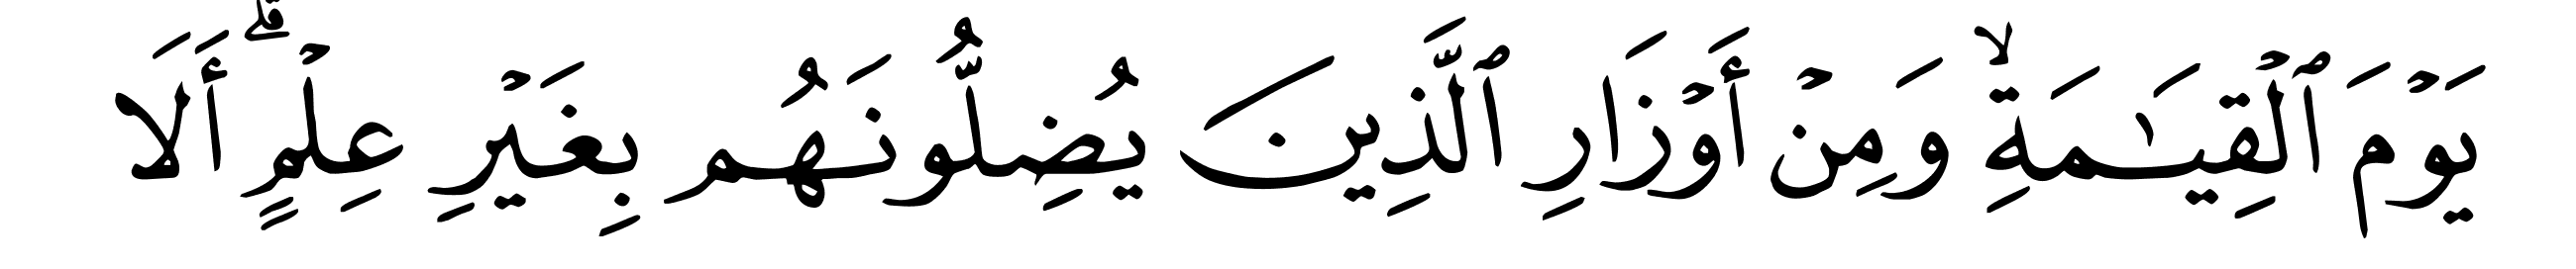 يَوْمَ ٱلْقِيَـٰمَةِۙ وَمِنْ أَوْزَارِ ٱلَّذِينَ يُضِلُّونَهُم بِغَيْرِ عِلْمٍۗ أَلَا